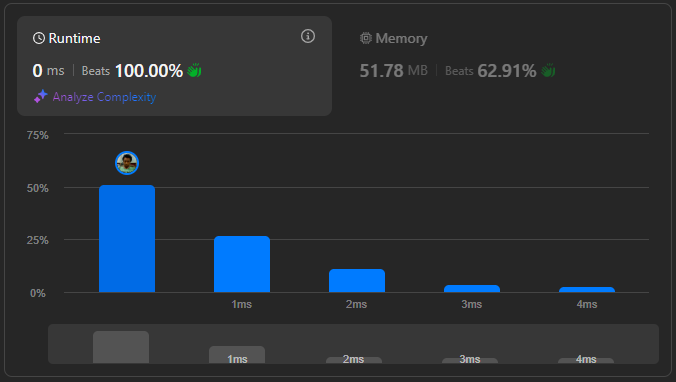 Runtime
0 ms | Beats 100.00%
Analyze Complexity
Memory
51.78 MB | Beats 62.91%
75%
50%
25%
0%
1ms 2ms 3ms 4ms
1ms 2ms 3ms 4ms